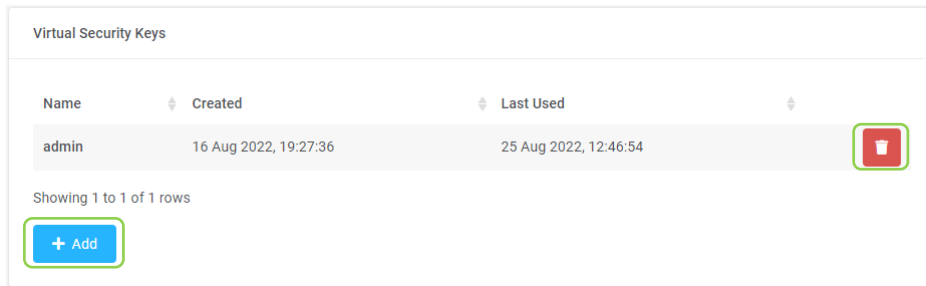 Virtual Security Keys
Name Created Last Used
admin 16 Aug 2022, 19:27:36 25 Aug 2022, 12:46:54
Showing 1 to 1 of 1 rows
+ Add